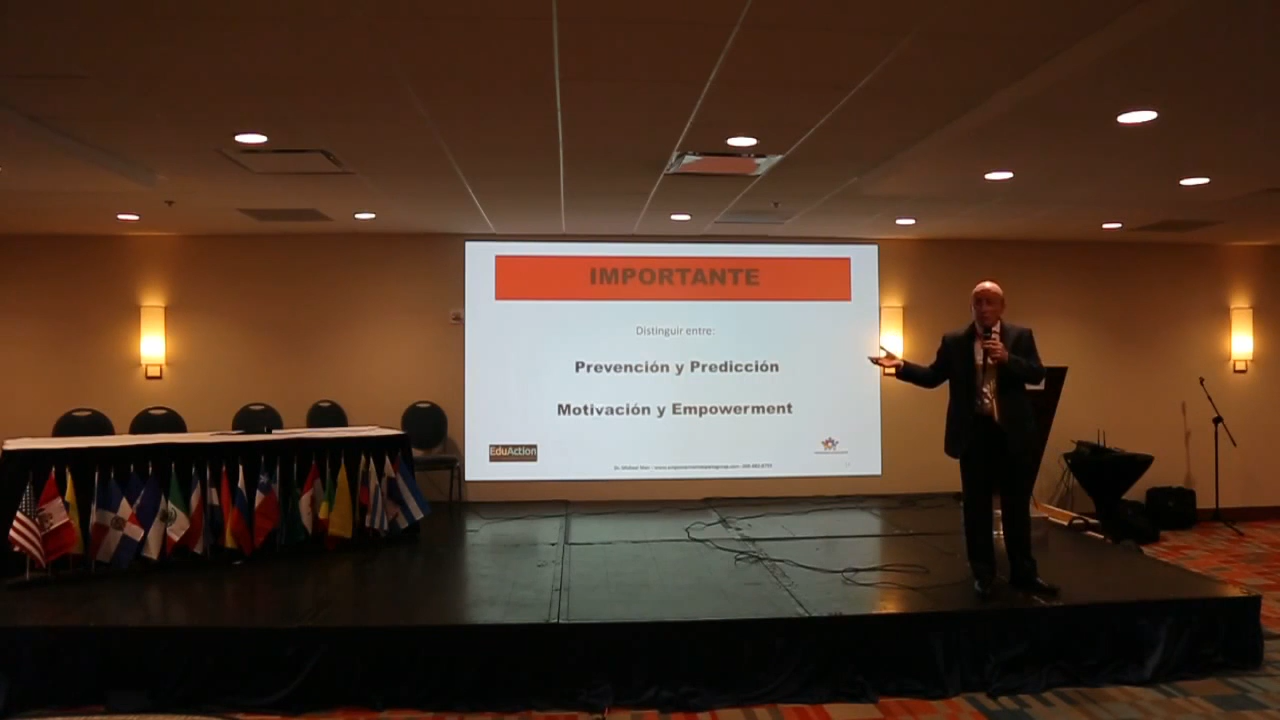 IMPORTANTE
Distinguir entre:
Prevención y Predicción
Motivación y Empowerment
EduAction